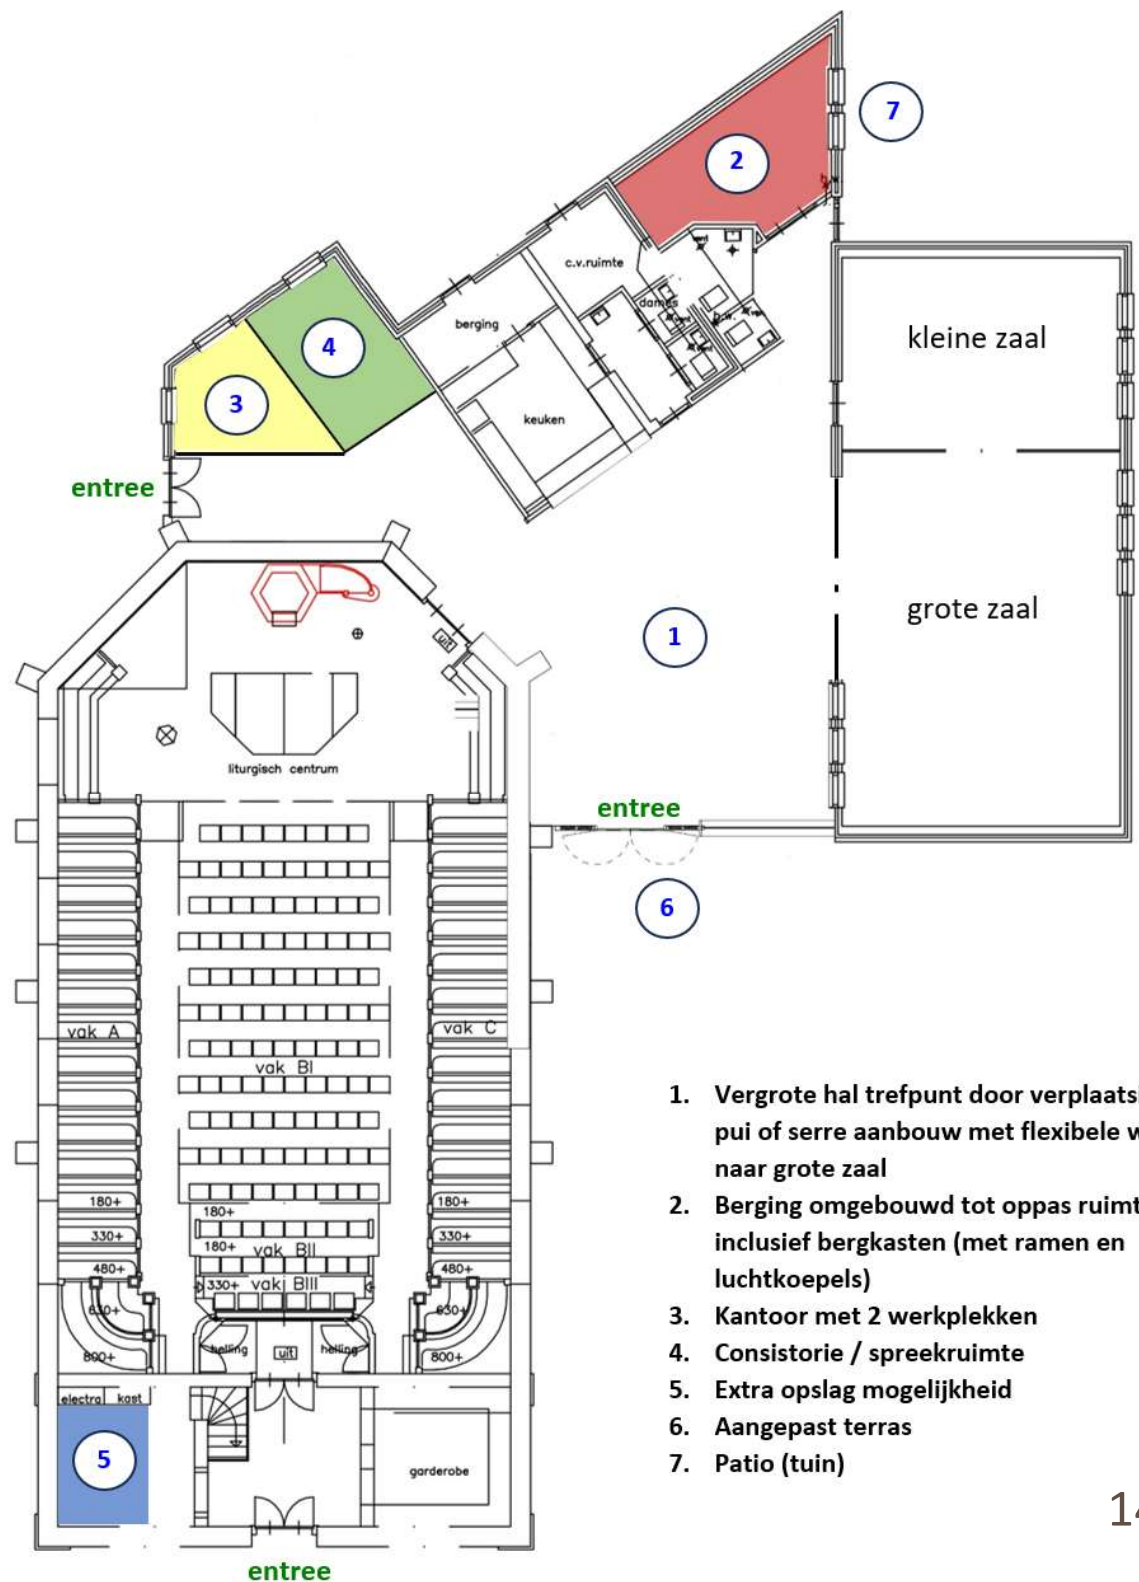 7
2
c.v.ruimte
dames
berging
4
3
keuken
kleine zaal
entree
grote zaal
1
uit
liturgisch centrum
entree
6
vak A
vak C
vak BI
180+
180+
180+
330+
180+
vak BII
330+
480+
330+
vak BIII
480+
630+
630+
800+
helling
uit
helling
800+
electra
kast
5
garderobe
entree
1. Vergrote hal trefpunt door
pui of serre aanbouw met flexibele
naar grote zaal
2. Berging omgebouwd tot oppas
inclusief bergkasten (met ramen en
luchtkoepels)
3. Kantoor met 2 werkplekken
4. Consistorie / spreekruimte
5. Extra opslag mogelijkheid
6. Aangepast terras
7. Patio (tuin)